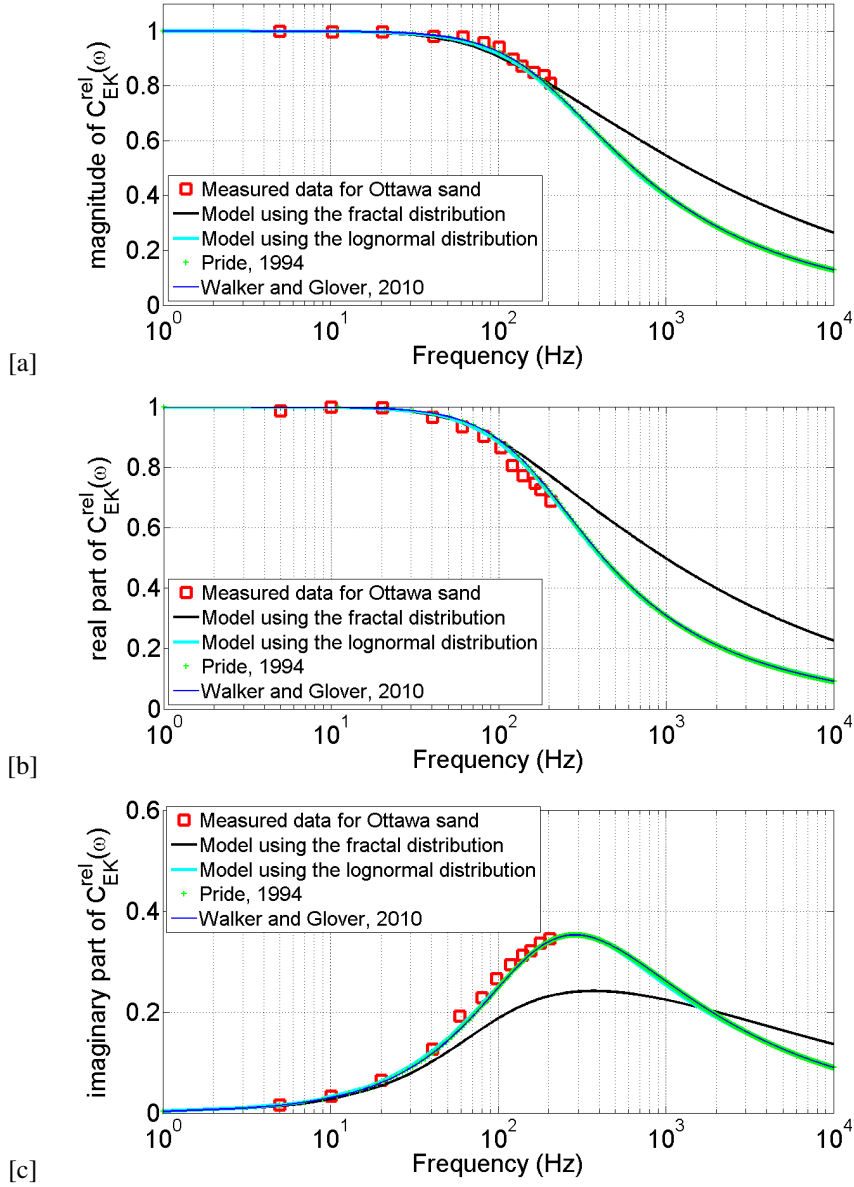 1
0.8
0.6
0.4
0.2
0
magnitude of C_EK^rel(ω)
Measured data for Ottawa sand
Model using the fractal distribution
Model using the lognormal distribution
Pride, 1994
Walker and Glover, 2010
10^0 10^1 10^2 10^3 10^4
Frequency (Hz)
[a]
1
0.8
0.6
0.4
0.2
0
real part of C_EK^rel(ω)
Measured data for Ottawa sand
Model using the fractal distribution
Model using the lognormal distribution
Pride, 1994
Walker and Glover, 2010
10^0 10^1 10^2 10^3 10^4
Frequency (Hz)
[b]
0.6
0.4
0.2
0
imaginary part of C_EK^rel(ω)
Measured data for Ottawa sand
Model using the fractal distribution
Model using the lognormal distribution
Pride, 1994
Walker and Glover, 2010
10^0 10^1 10^2 10^3 10^4
Frequency (Hz)
[c]